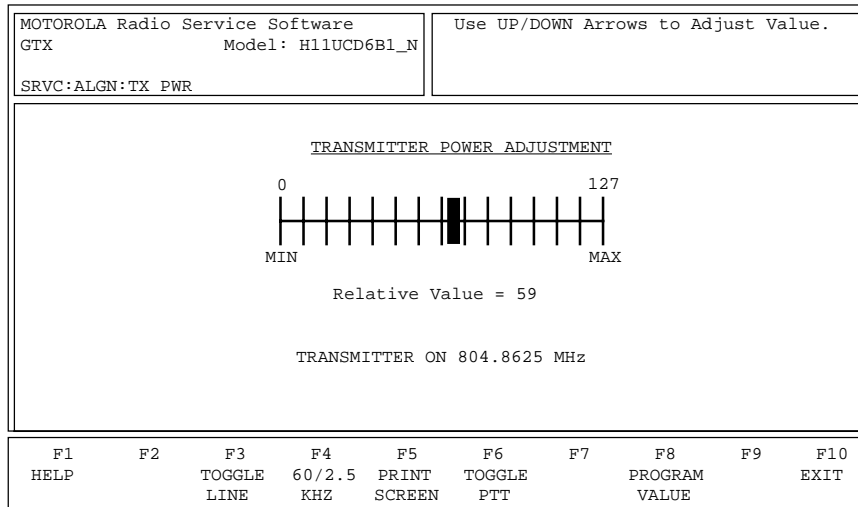 MOTOROLA Radio Service Software
GTX Model: H11UCD6B1_N
SRVC:ALGN:TX PWR
Use UP/DOWN Arrows to Adjust Value.
TRANSMITTER POWER ADJUSTMENT
0 127
MIN MAX
Relative Value = 59
TRANSMITTER ON 804.8625 MHz
F1 F2 F3 F4 F5 F6 F7 F8 F9 F10
HELP TOGGLE 60/2.5 PRINT TOGGLE PROGRAM EXIT
LINE KHZ SCREEN PTT VALUE